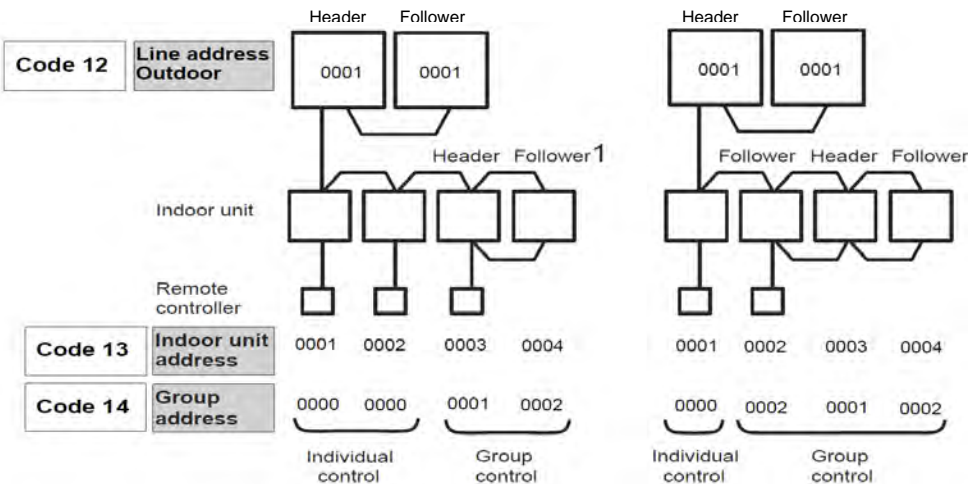 Header Follower Header Follower
Code 12 Line address Outdoor 0001 0001 0001 0001
Header Follower 1 Follower Header Follower
Indoor unit
Remote controller
Code 13 Indoor unit address 0001 0002 0003 0004 0001 0002 0003 0004
Code 14 Group address 0000 0000 0001 0002 0000 0002 0001 0002
Individual control Group control Individual control Group control